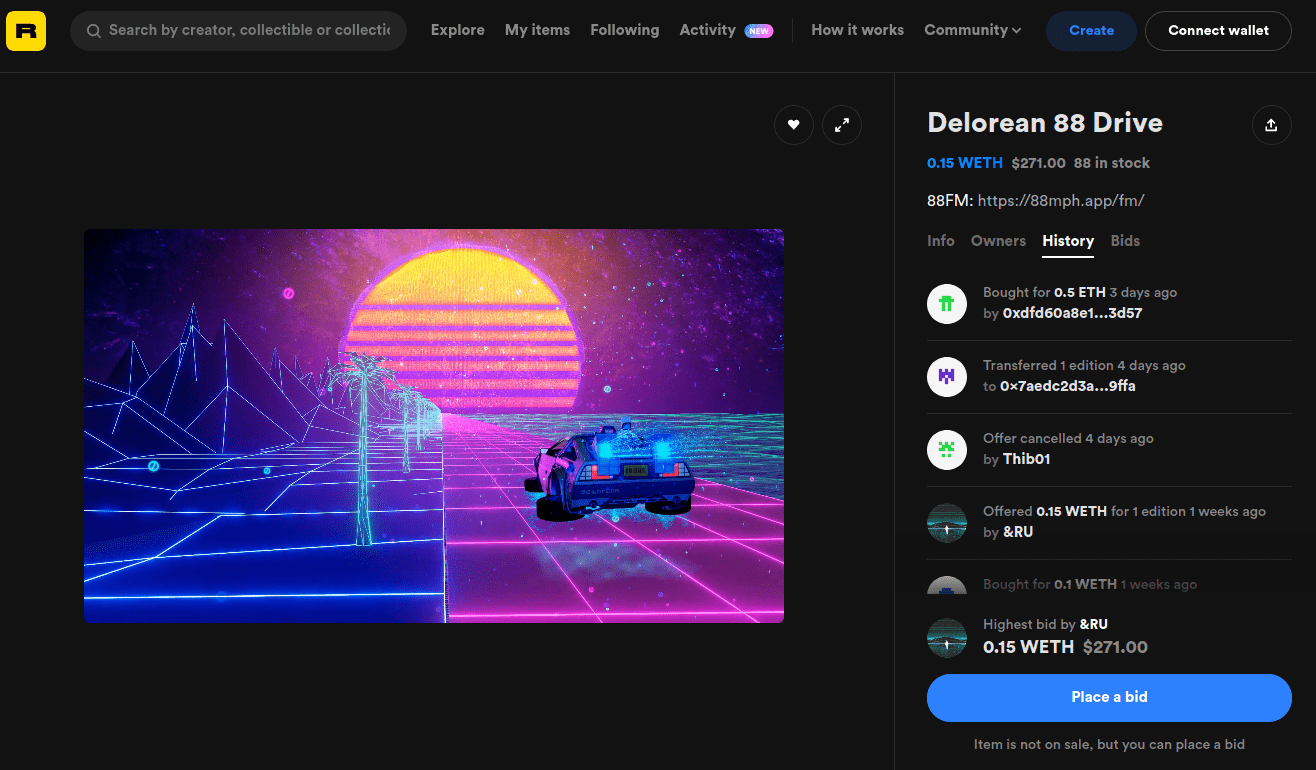 R
Search by creator, collectible or collectic
Explore
My items
Following
Activity NEW
How it works
Community
Create
Connect wallet
Delorean 88 Drive
0.15 WETH $271.00 88 in stock
88FM: https://88mph.app/fm/
Info Owners History Bids
Bought for 0.5 ETH 3 days ago
by 0xdfd60a8e1...3d57
Transferred 1 edition 4 days ago
to 0x7aedc2d3a...9ffa
Offer cancelled 4 days ago
by Thib01
Offered 0.15 WETH for 1 edition 1 weeks ago
by &RU
Bought for 0.1 WETH 1 weeks ago
Highest bid by &RU
0.15 WETH $271.00
Place a bid
Item is not on sale, but you can place a bid